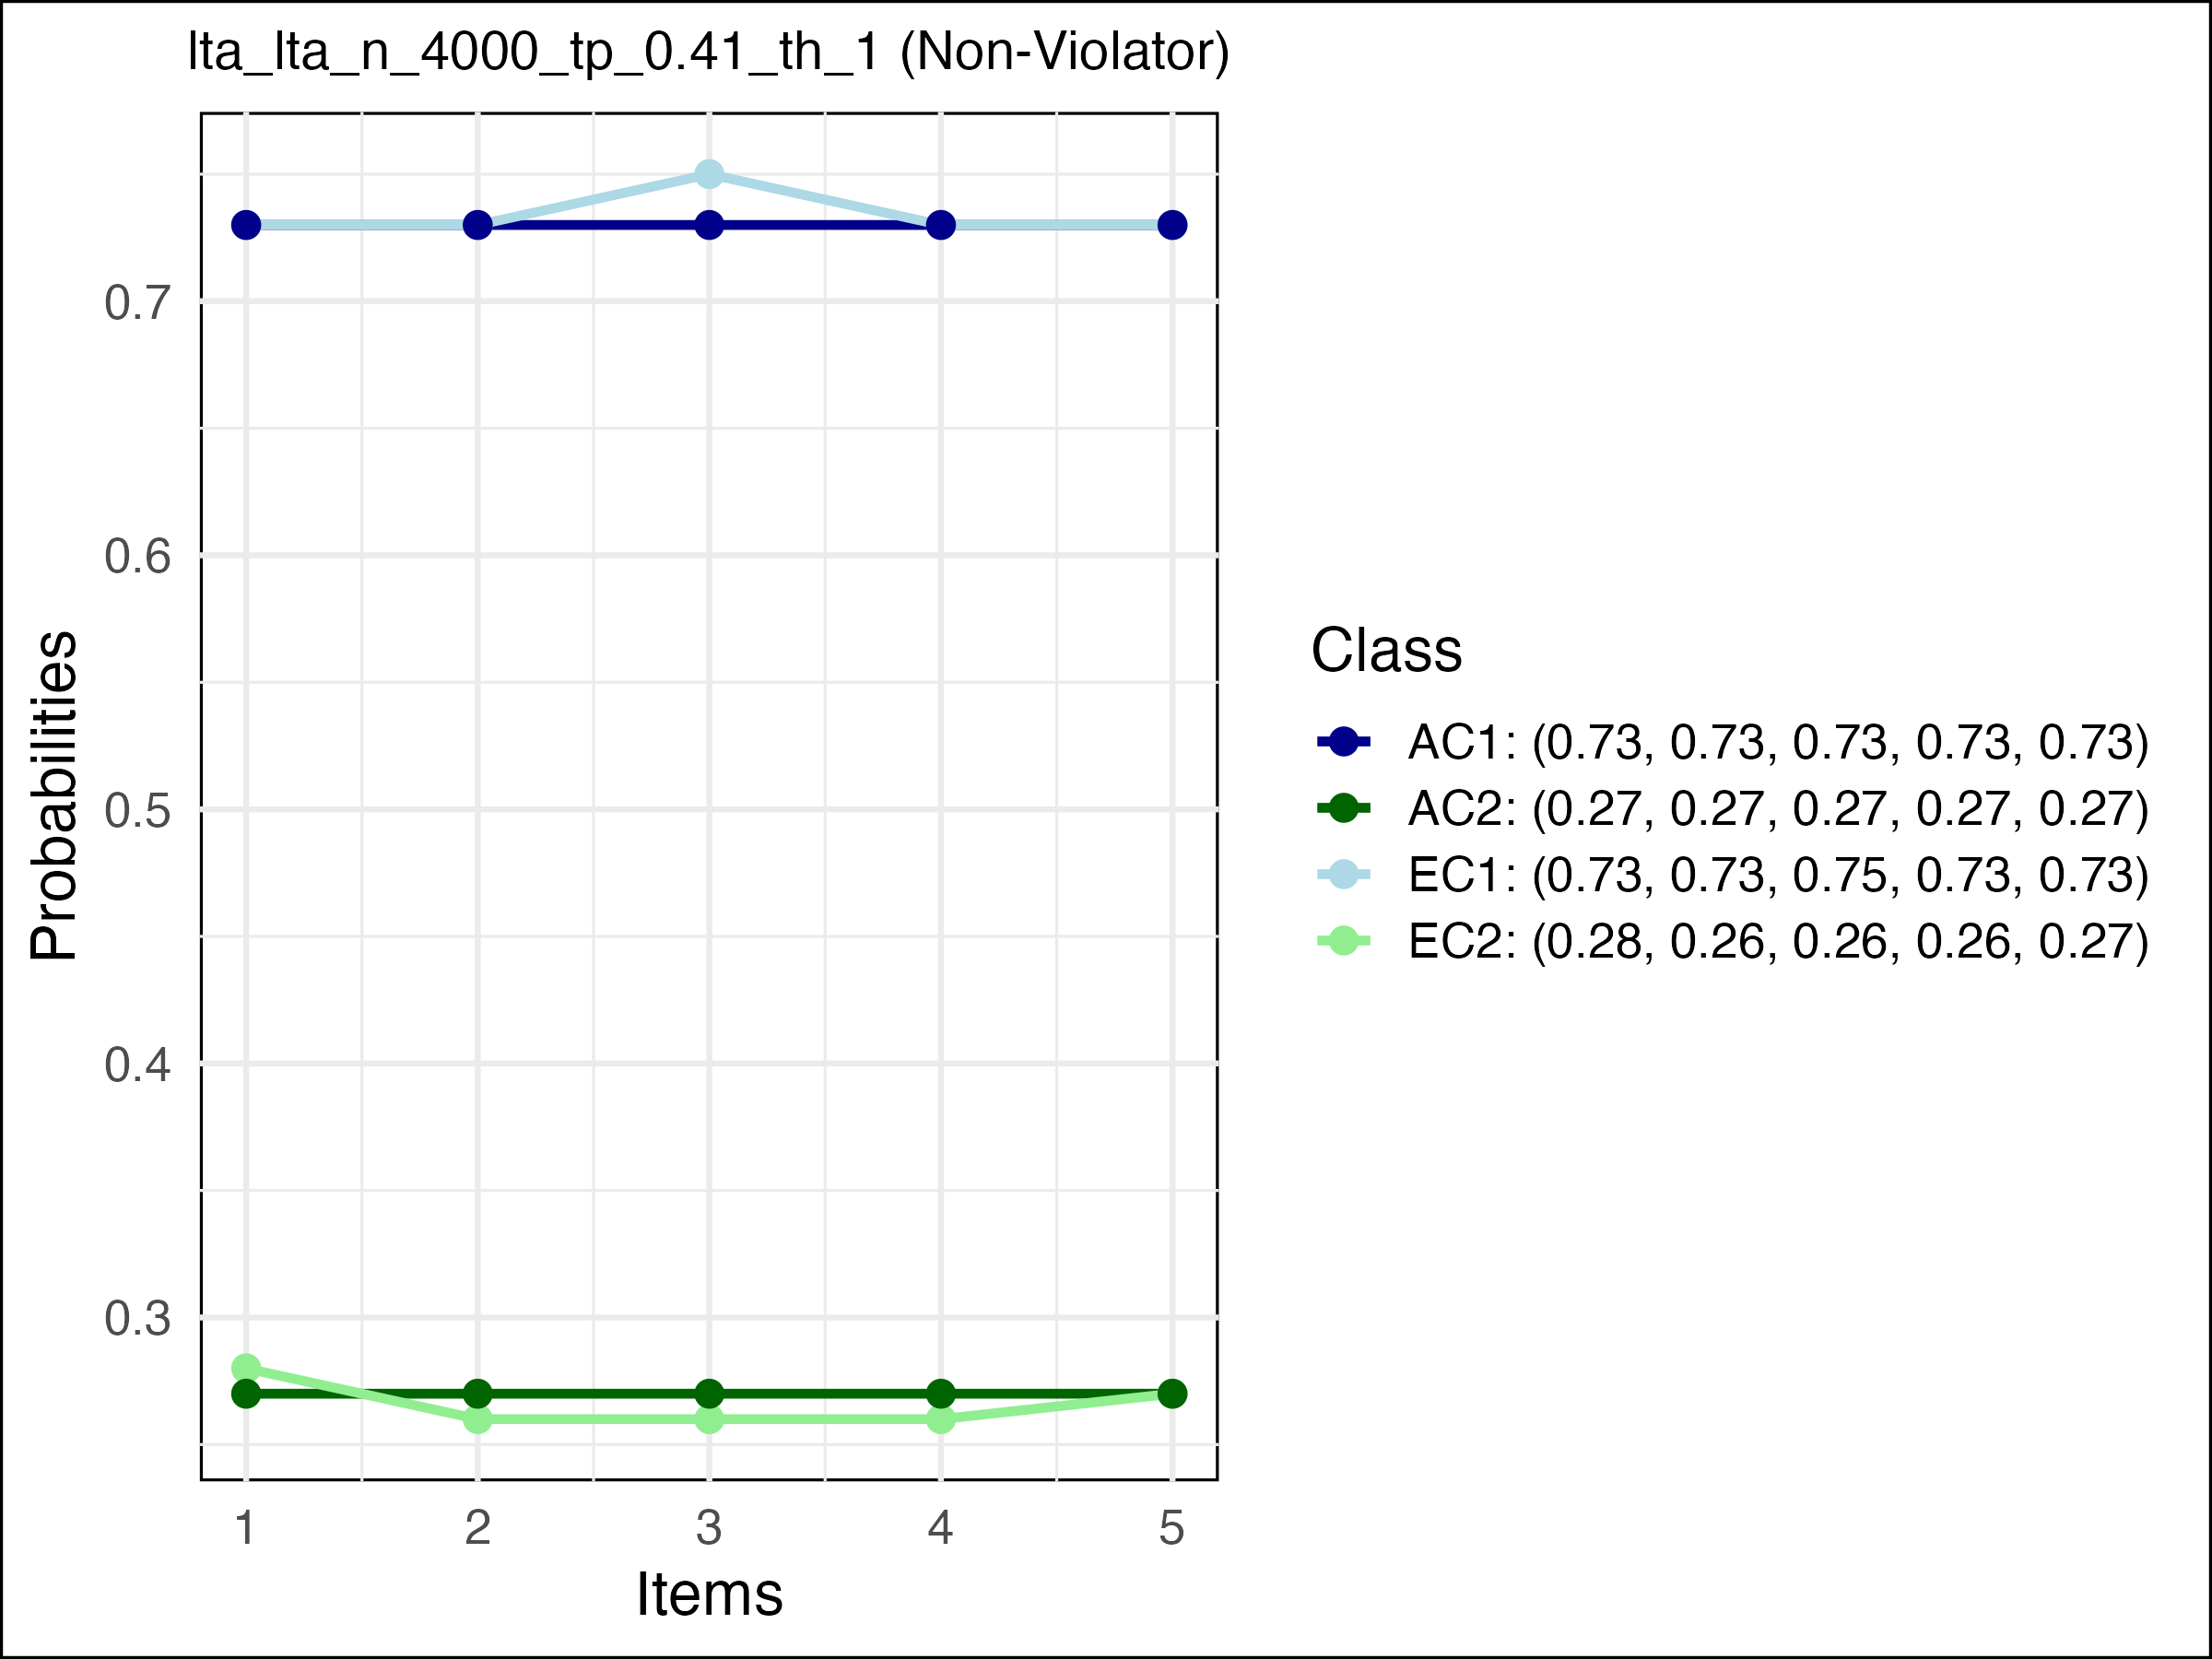 lta_lta_n_4000_tp_0.41_th_1 (Non-Violator)
Probabilities
0.7
0.6
0.5
0.4
0.3
1 2 3 4 5
Items
Class
AC1: (0.73, 0.73, 0.73, 0.73, 0.73)
AC2: (0.27, 0.27, 0.27, 0.27, 0.27)
EC1: (0.73, 0.73, 0.75, 0.73, 0.73)
EC2: (0.28, 0.26, 0.26, 0.26, 0.27)